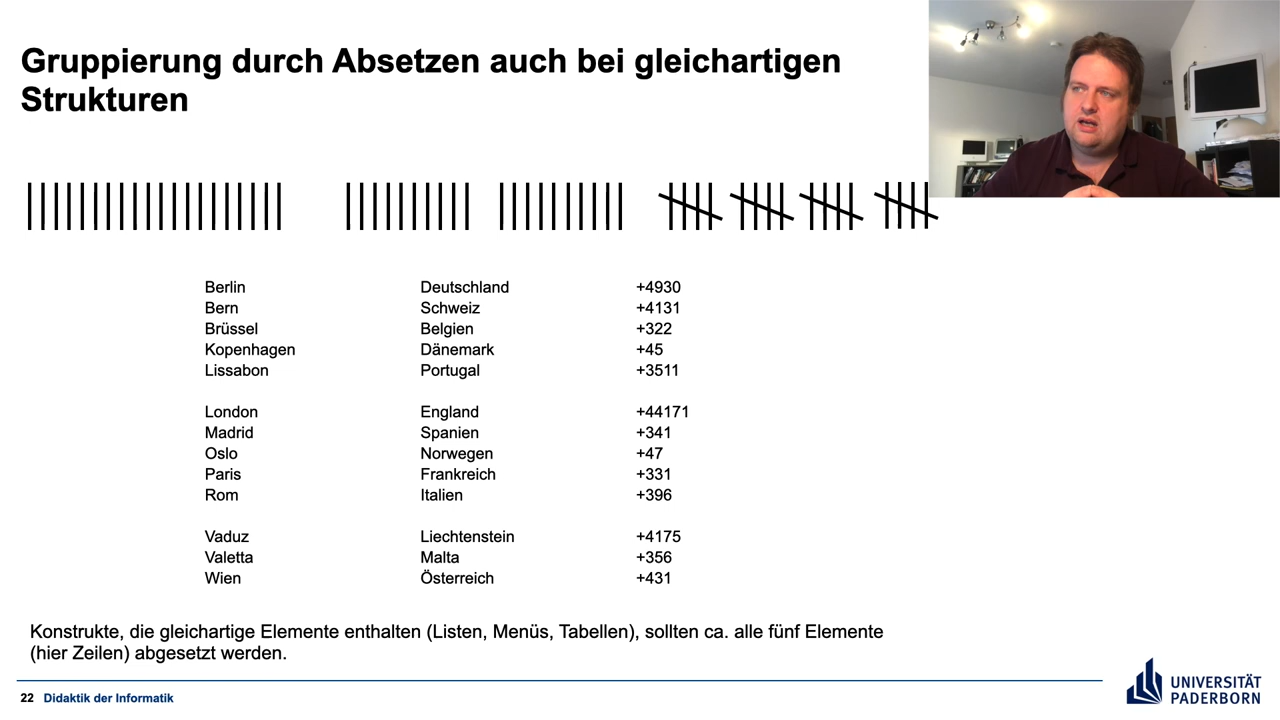 Gruppierung durch Absetzen auch bei gleichartigen
Strukturen
Berlin Deutschland +4930
Bern Schweiz +4131
Brüssel Belgien +322
Kopenhagen Dänemark +45
Lissabon Portugal +3511
London England +44171
Madrid Spanien +341
Oslo Norwegen +47
Paris Frankreich +331
Rom Italien +396
Vaduz Liechtenstein +4175
Valetta Malta +356
Wien Österreich +431
Konstrukte, die gleichartige Elemente enthalten (Listen, Menüs, Tabellen), sollten ca. alle fünf Elemente
(hier Zeilen) abgesetzt werden.
22 Didaktik der Informatik
UNIVERSITÄT
PADERBORN